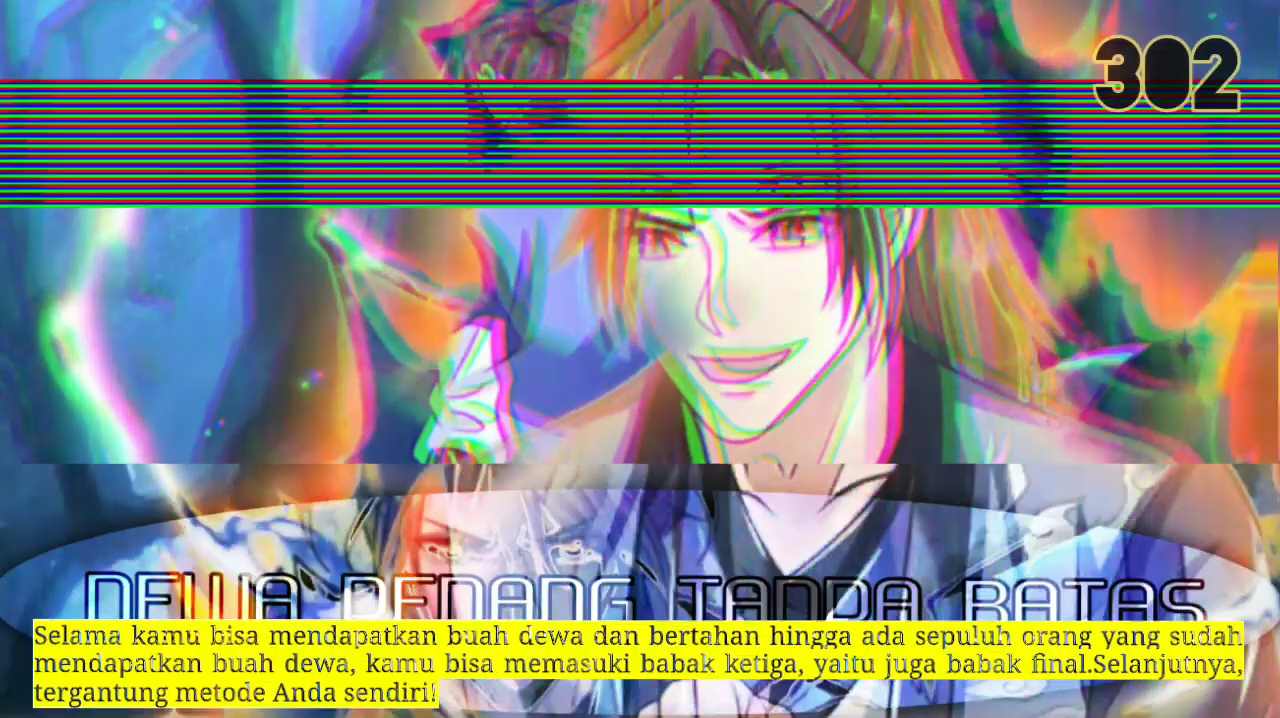 302
DEWA PEDANG TANPA BATAS
Selama kamu bisa mendapatkan buah dewa dan bertahan hingga ada sepuluh orang yang sudah
mendapatkan buah dewa, kamu bisa memasuki babak ketiga, yaitu juga babak final.Selanjutnya,
tergantung metode Anda sendiri!